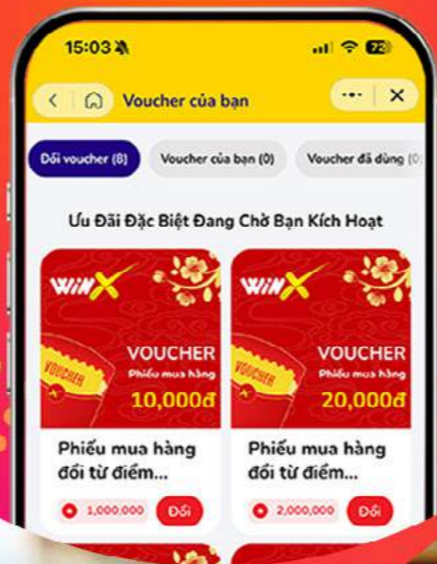 15:03
72
Voucher của bạn
Đổi voucher (8)
Voucher của bạn (0)
Voucher đã dùng (0
Ưu Đãi Đặc Biệt Đang Chờ Bạn Kích Hoạt
WINX
VOUCHER
Phiếu mua hàng
10,000đ
VOUCHER
Phiếu mua hàng
đổi từ điểm...
1,000,000
Đổi
WINX
VOUCHER
Phiếu mua hàng
20,000đ
VOUCHER
Phiếu mua hàng
đổi từ điểm...
2,000,000
Đổi